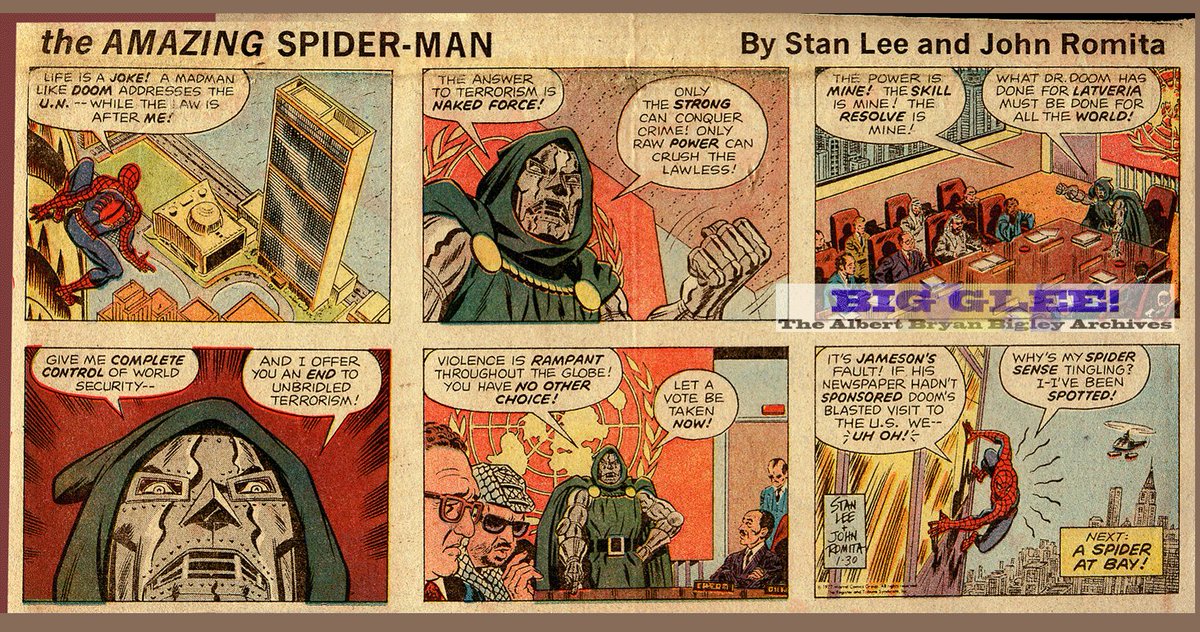 the AMAZING SPIDER-MAN
By Stan Lee and John Romita
LIFE IS A JOKE! A MADMAN
LIKE DOOM ADDRESSES THE
U.N. -- WHILE THE LAW IS
AFTER ME!
THE ANSWER
TO TERRORISM IS
NAKED FORCE!
ONLY
THE STRONG
CAN CONQUER
CRIME! ONLY
RAW POWER CAN
CRUSH THE
LAWLESS!
THE POWER IS
MINE! THE SKILL
IS MINE! THE
RESOLVE IS
MINE!
WHAT DR. DOOM HAS
DONE FOR LATVERIA
MUST BE DONE FOR
ALL THE WORLD!
BIG GLEE!
The Albert Bryan Bigley Archives
GIVE ME COMPLETE
CONTROL OF WORLD
SECURITY--
AND I OFFER
YOU AN END TO
UNBRIDLED
TERRORISM!
VIOLENCE IS RAMPANT
THROUGHOUT THE GLOBE!
YOU HAVE NO OTHER
CHOICE!
LET A
VOTE BE
TAKEN
NOW!
IT'S JAMESON'S
FAULT! IF HIS
NEWSPAPER HADN'T
SPONSORED DOOM'S
BLASTED VISIT TO
THE U.S. WE--
UH OH!
WHY'S MY SPIDER
SENSE TINGLING?
I-I'VE BEEN
SPOTTED!
STAN
LEE
+
JOHN
ROMITA
1-30
NEXT:
A SPIDER
AT BAY!